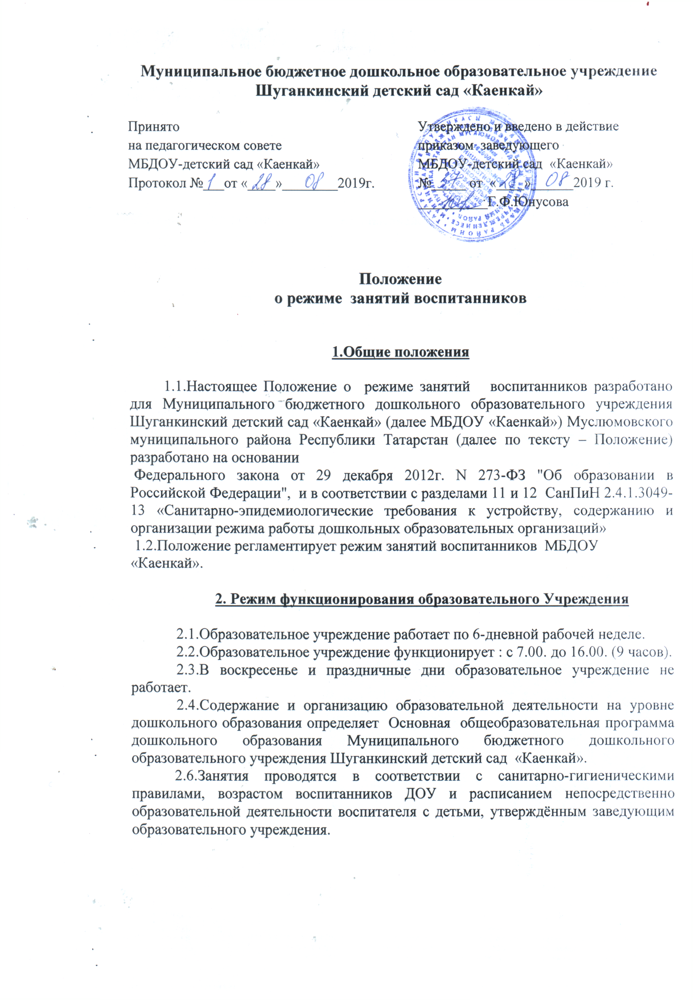 Муниципальное бюджетное дошкольное образовательное учреждение
Шуганкинский детский сад «Каенкай»
Принято
на педагогическом совете
МБДОУ-детский сад «Каенкай»
Протокол № 1 от « 28 » 08 2019г.
Утверждено и введено в действие
приказом заведующего
МБДОУ-детский сад «Каенкай»
№ от « 28 » 08 2019 г.
Г.Ф.Юнусова
Положение
о режиме занятий воспитанников
1.Общие положения
1.1.Настоящее Положение о режиме занятий воспитанников разработано
для Муниципального бюджетного дошкольного образовательного учреждения
Шуганкинский детский сад «Каенкай» (далее МБДОУ «Каенкай») Муслюмовского
муниципального района Республики Татарстан (далее по тексту – Положение)
разработано на основании
Федерального закона от 29 декабря 2012г. N 273-ФЗ "Об образовании в
Российской Федерации", и в соответствии с разделами 11 и 12 СанПиН 2.4.1.3049-
13 «Санитарно-эпидемиологические требования к устройству, содержанию и
организации режима работы дошкольных образовательных организаций»
1.2.Положение регламентирует режим занятий воспитанников МБДОУ
«Каенкай».
2. Режим функционирования образовательного Учреждения
2.1.Образовательное учреждение работает по 6-дневной рабочей неделе.
2.2.Образовательное учреждение функционирует : с 7.00. до 16.00. (9 часов).
2.3.В воскресенье и праздничные дни образовательное учреждение не
работает.
2.4.Содержание и организацию образовательной деятельности на уровне
дошкольного образования определяет Основная общеобразовательная программа
дошкольного образования Муниципального бюджетного дошкольного
образовательного учреждения Шуганкинский детский сад «Каенкай».
2.6.Занятия проводятся в соответствии с санитарно-гигиеническими
правилами, возрастом воспитанников ДОУ и расписанием непосредственно
образовательной деятельности воспитателя с детьми, утверждённым заведующим
образовательного учреждения.